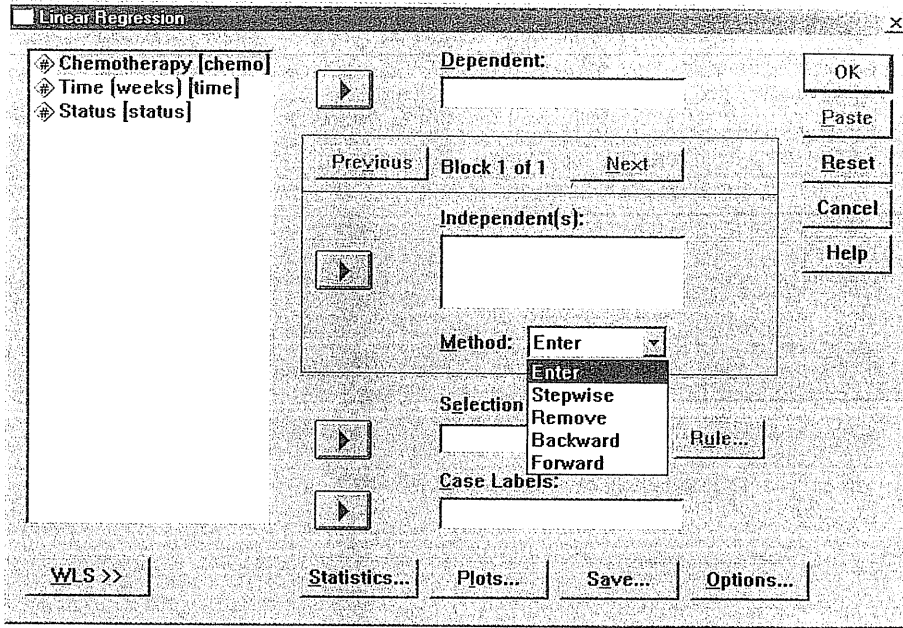 Linear Regression
Chemotherapy [chemo]
Time (weeks) [time]
Status [status]
Dependent:
Previous
Block 1 of 1
Next
Independent(s):
Method:
Enter
Enter
Stepwise
Remove
Backward
Forward
Selection
Rule...
Case Labels:
WLS >>
Statistics...
Plots...
Save...
Options...
OK
Paste
Reset
Cancel
Help